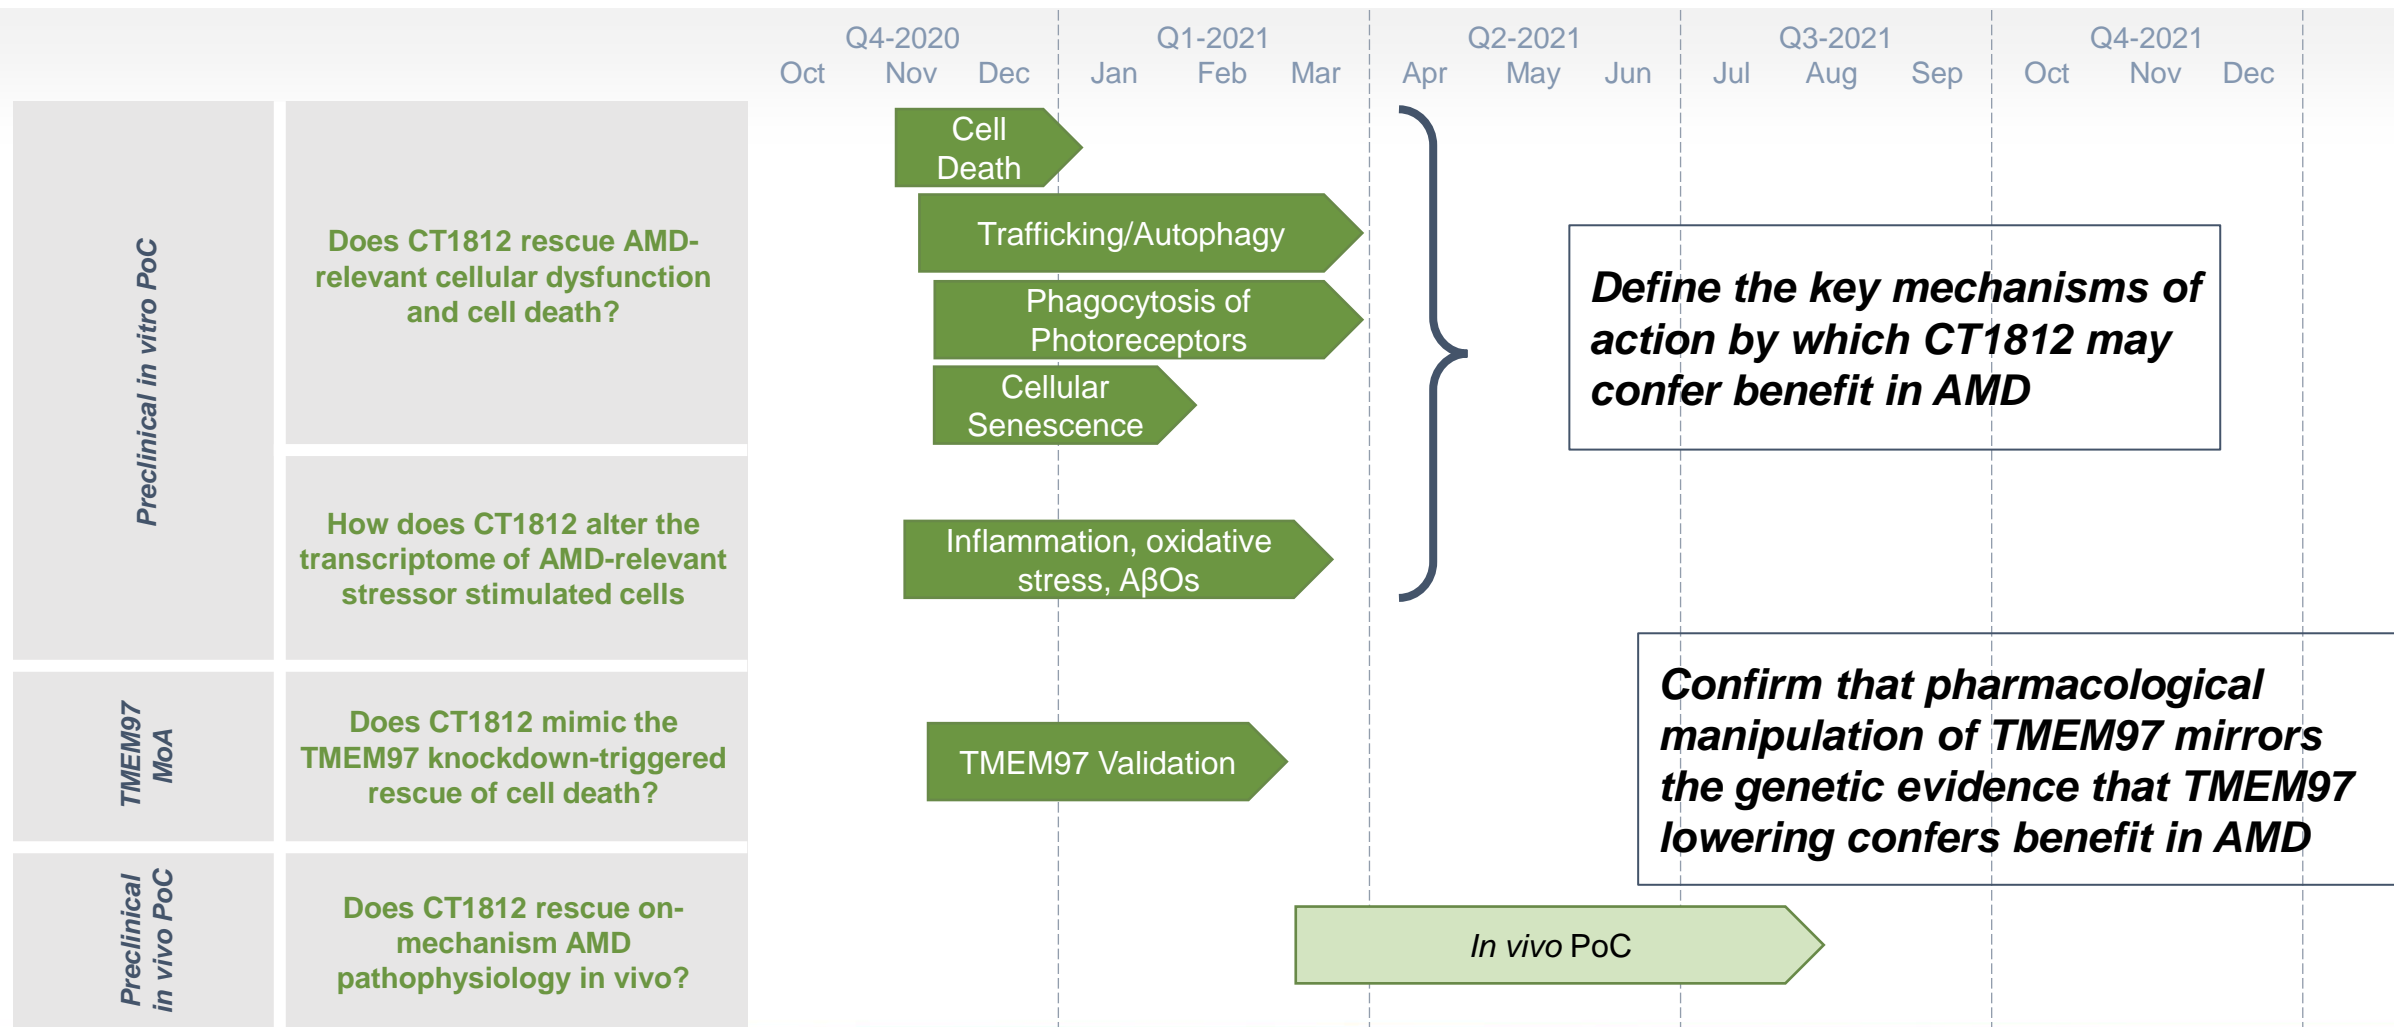 Q4-2020 Q1-2021 Q2-2021 Q3-2021 Q4-2021
Oct Nov Dec Jan Feb Mar Apr May Jun Jul Aug Sep Oct Nov Dec
Preclinical in vitro PoC
Does CT1812 rescue AMD-
relevant cellular dysfunction
and cell death?
Cell
Death
Trafficking/Autophagy
Phagocytosis of
Photoreceptors
Cellular
Senescence
Define the key mechanisms of
action by which CT1812 may
confer benefit in AMD
How does CT1812 alter the
transcriptome of AMD-relevant
stressor stimulated cells
Inflammation, oxidative
stress, AβOs
TMEM97
MoA
Does CT1812 mimic the
TMEM97 knockdown-triggered
rescue of cell death?
TMEM97 Validation
Confirm that pharmacological
manipulation of TMEM97 mirrors
the genetic evidence that TMEM97
lowering confers benefit in AMD
Preclinical
in vivo PoC
Does CT1812 rescue on-
mechanism AMD
pathophysiology in vivo?
In vivo PoC